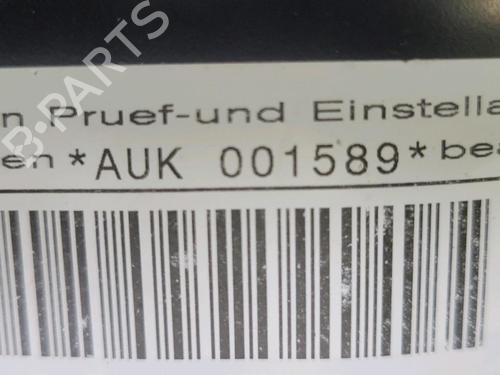 n Pruef-und Einstella
en *AUK 001589* bea
B-PARTS